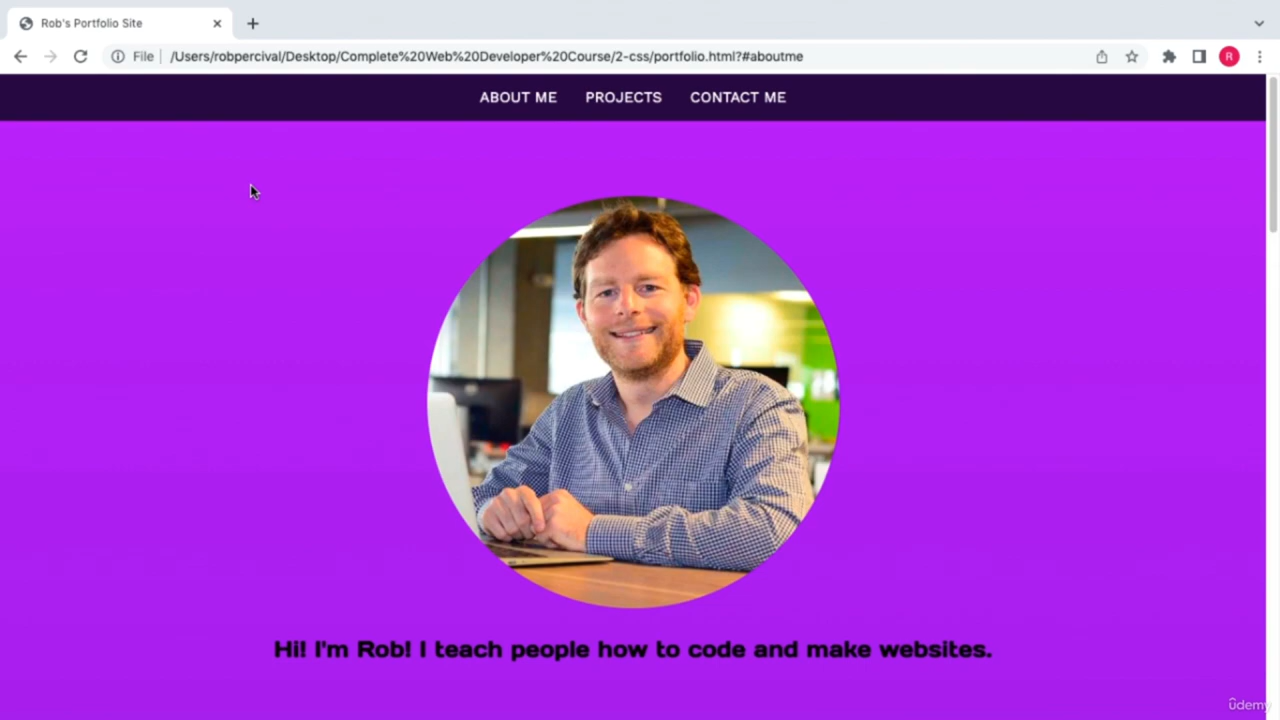 Rob's Portfolio Site
File
/Users/robpercival/Desktop/Complete%20Web%20Developer%20Course/2-css/portfolio.html?#aboutme
R
ABOUT ME PROJECTS CONTACT ME
Hi! I'm Rob! I teach people how to code and make websites.
ûdemy